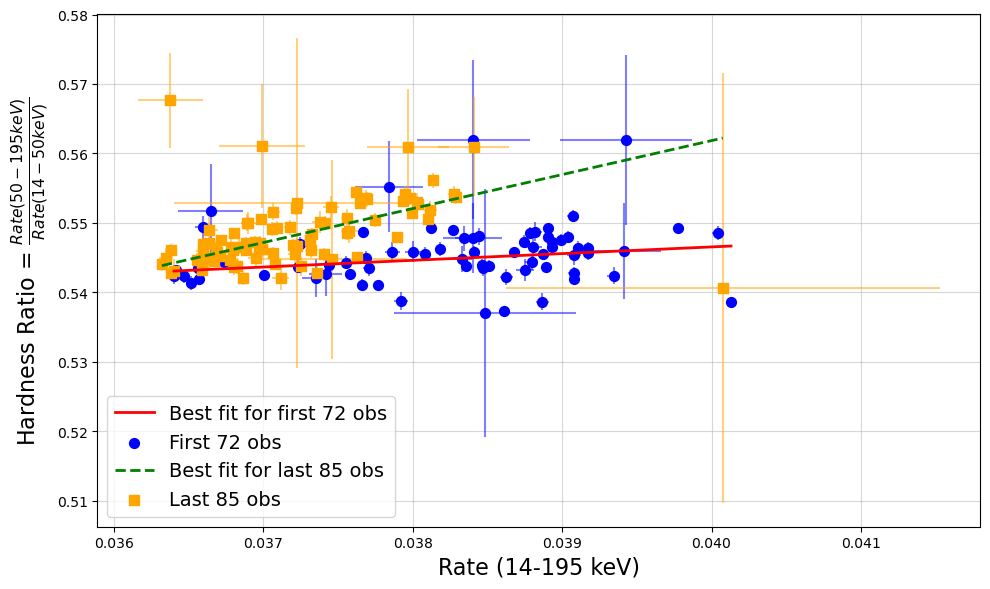 0.58
0.57
0.56
0.55
0.54
0.53
0.52
0.51
Hardness Ratio = Rate(50 − 195keV) / Rate(14 − 50keV)
Best fit for first 72 obs
First 72 obs
Best fit for last 85 obs
Last 85 obs
0.036 0.037 0.038 0.039 0.040 0.041
Rate (14-195 keV)